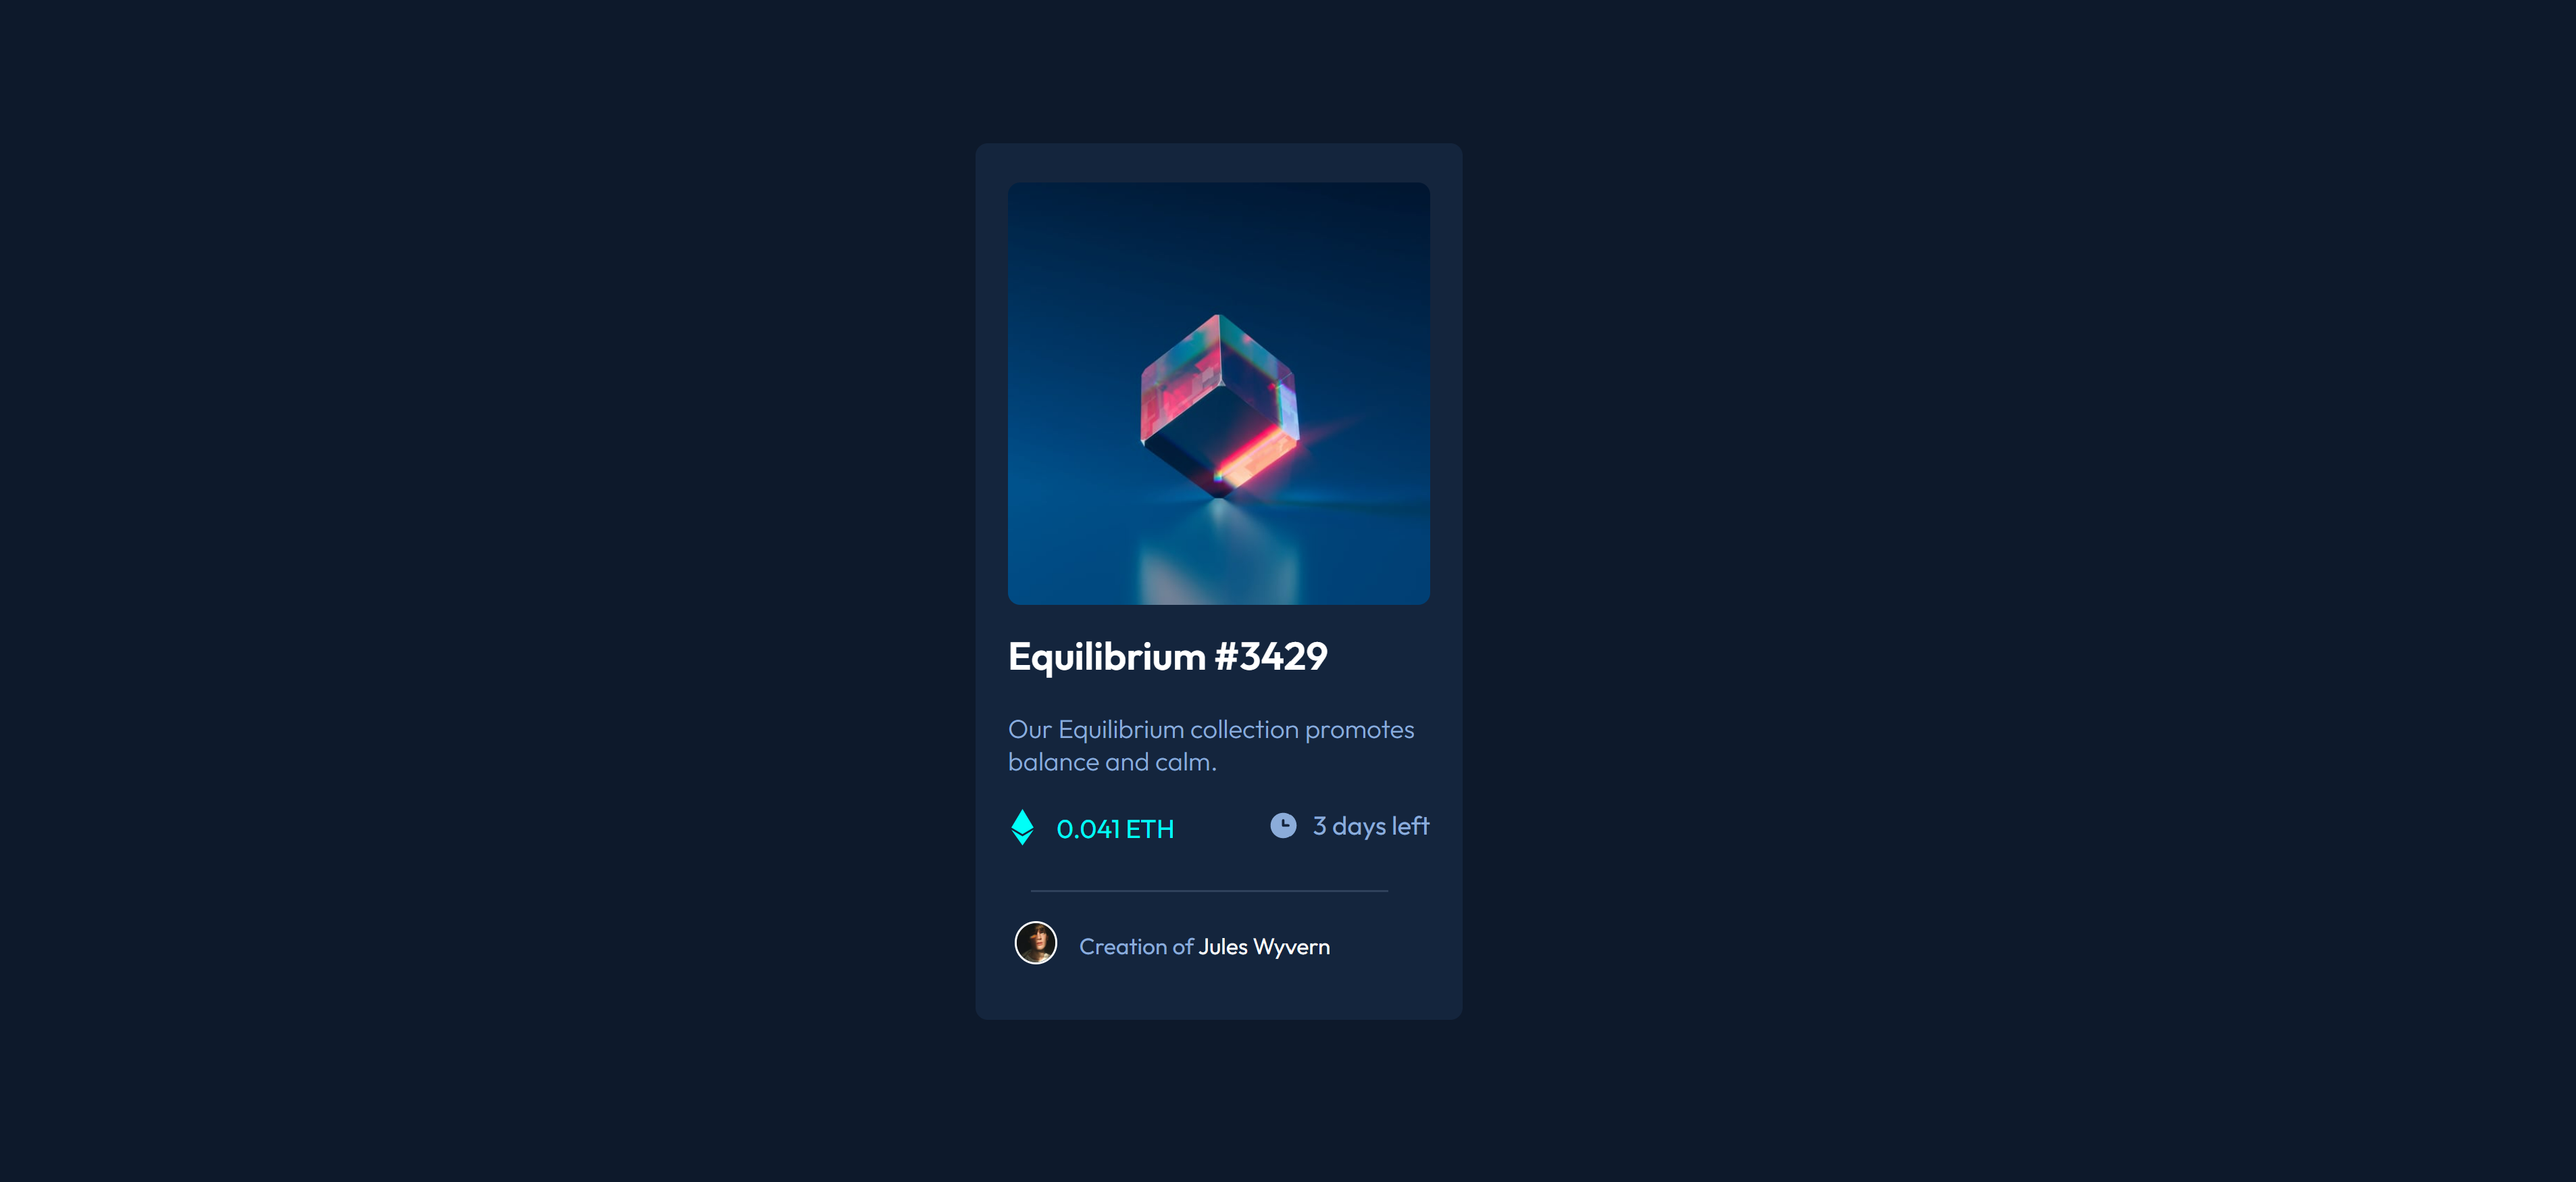 Equilibrium #3429
Our Equilibrium collection promotes
balance and calm.
0.041 ETH
3 days left
Creation of Jules Wyvern